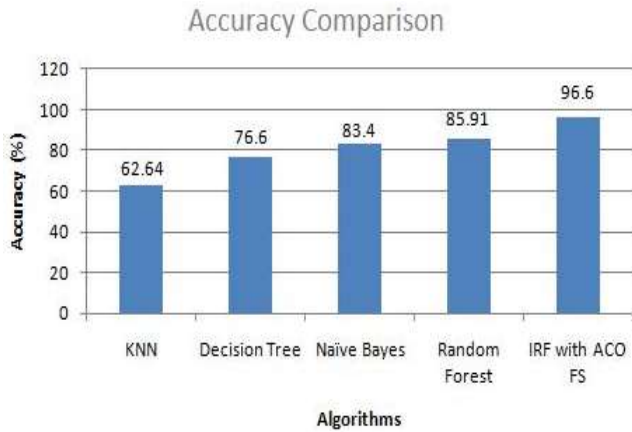 Accuracy Comparison
Accuracy (%)
120
100
80
60
40
20
0
62.64
76.6
83.4
85.91
96.6
KNN
Decision Tree
Naïve Bayes
Random
Forest
IRF with ACO
FS
Algorithms